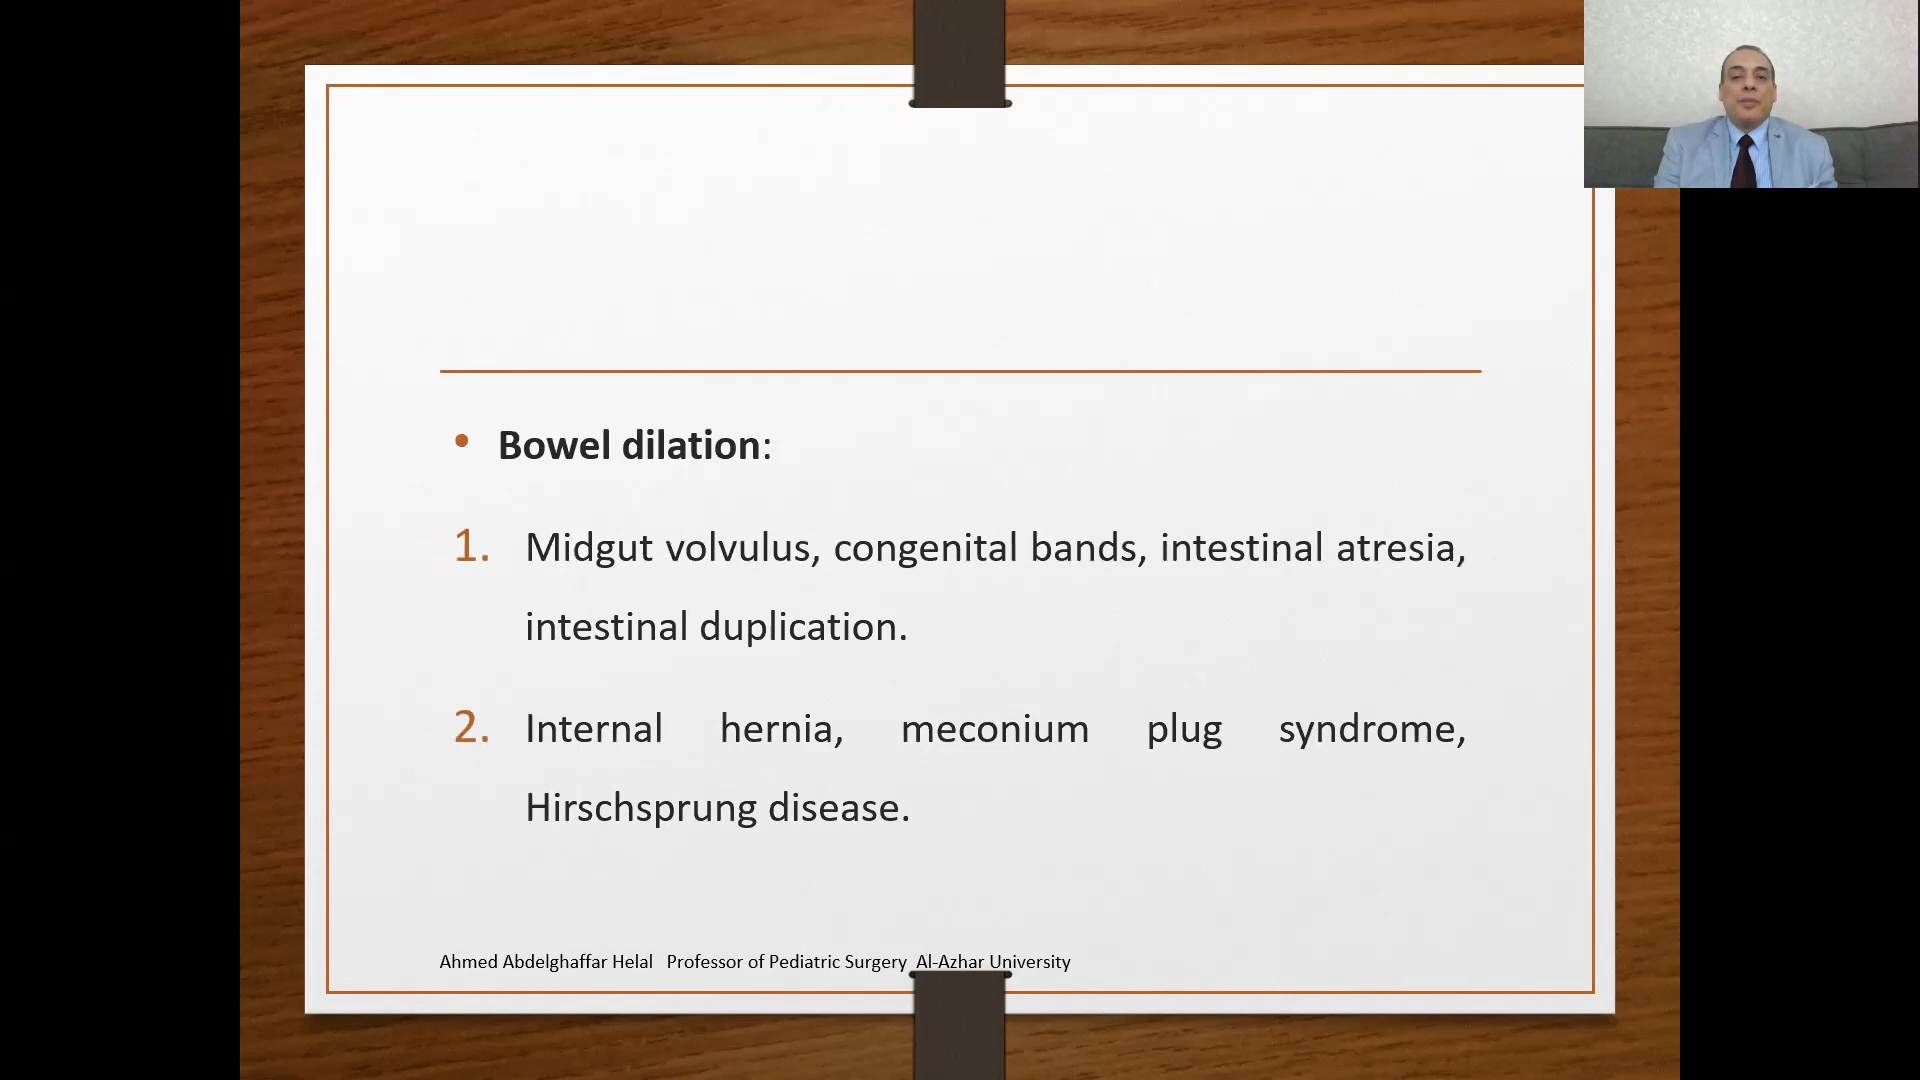 • Bowel dilation:
1. Midgut volvulus, congenital bands, intestinal atresia,
intestinal duplication.
2. Internal hernia, meconium plug syndrome,
Hirschsprung disease.
Ahmed Abdelghaffar Helal Professor of Pediatric Surgery Al-Azhar University